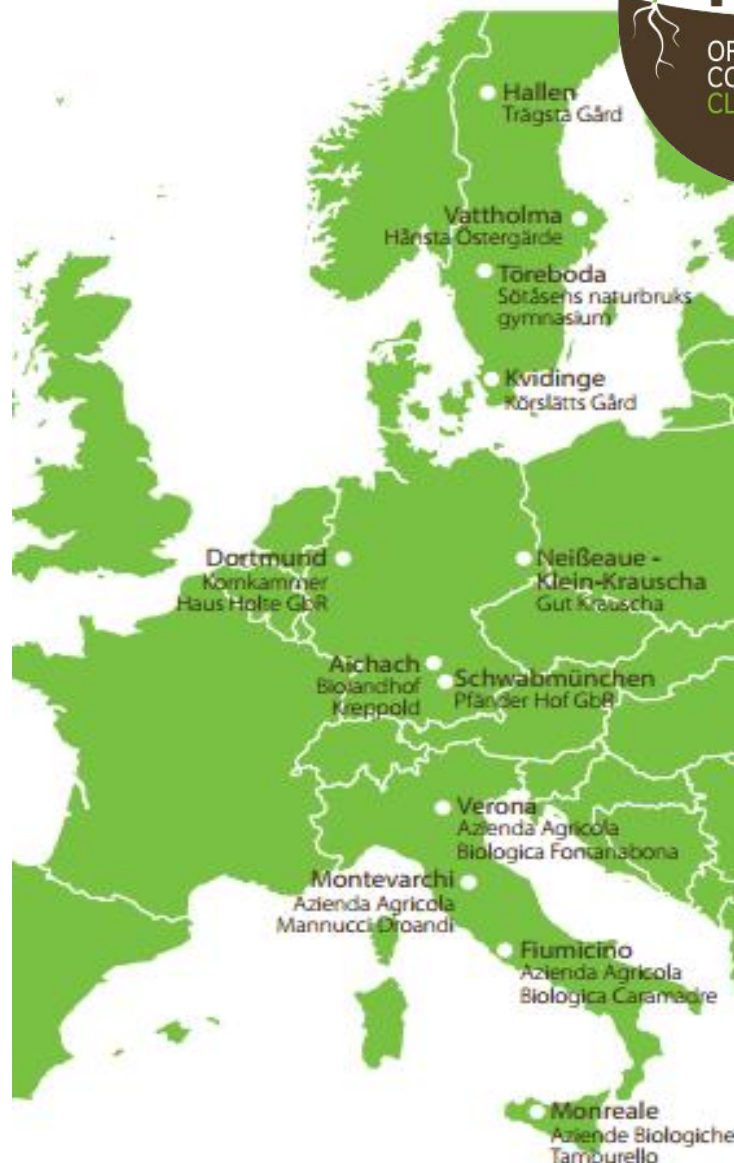 Hallen
Trägsta Gård
Vattholma
Hånsta Östergärde
Töreboda
Sötåsens naturbruks
gymnasium
Kvidinge
Körslätts Gård
Dortmund
Kornkammer
Haus Holte GbR
Neißeaue -
Klein-Krauscha
Gut Krauscha
Aichach
Biolandhof
Kreppold
Schwabmünchen
Pfänder Hof GbR
Verona
Azienda Agricola
Biologica Fontanabona
Montevarchi
Azienda Agricola
Mannucci Droandi
Fiumicino
Azienda Agricola
Biologica Caramadre
Monreale
Aziende Biologiche
Tamburello